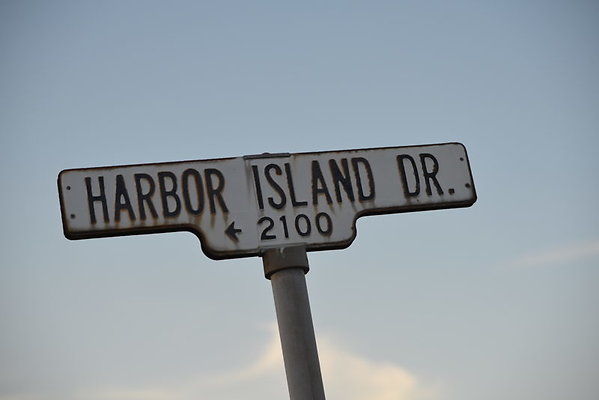 HARBOR ISLAND DR.
← 2100